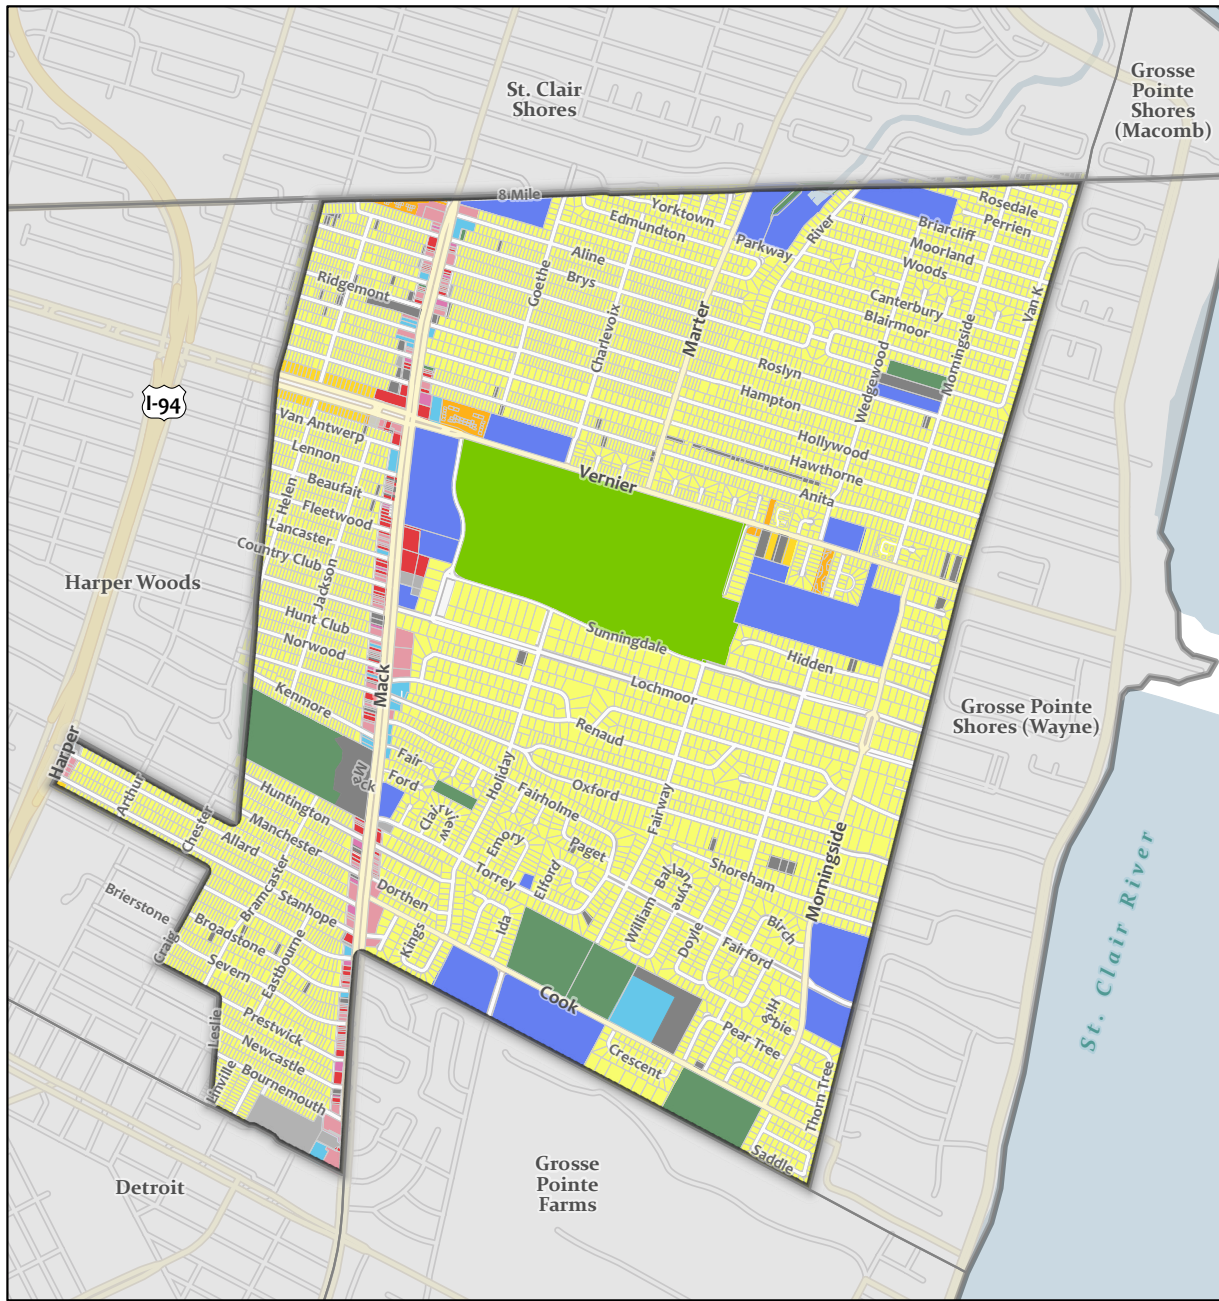 Grosse
Pointe
Shores
(Macomb)
St. Clair
Shores
8 Mile
Rosedale
Perrien
Yorktown
Edmundton
Briarcliff
Parkway
River
Moorland
Woods
Aline
Brys
Goethe
Ridgemont
Canterbury
Blairmoor
Van K
Charlevoix
Marter
Morningside
Wedgewood
Roslyn
Hampton
I-94
Van Antwerp
Lennon
Hollywood
Hawthorne
Vernier
Anita
Beaufait
Helen
Fleetwood
Lancaster
Country Club
Jackson
Harper Woods
Hunt Club
Norwood
Sunningdale
Hidden
Lochmoor
Mack
Kenmore
Grosse Pointe
Shores (Wayne)
Renaud
Harper
Fair
Ford
Mack
Holiday
Oxford
Arthur
Huntington
Clairview
Fairholme
Fairway
Chester
Manchester
Allard
Emory
Paget
Morningside
Shoreham
Torrey
Elford
Bramcaster
Dorthen
Stanhope
Brierstone
Van tyne
Bal
William
Birch
Broadstone
Craig
Kings
Ida
Doyle
Fairford
Eastbourne
Severn
St. Clair River
Cook
Leslie
Prestwick
Pear Tree
Newcastle
Crescent
Linville
Bournemouth
Thorn Tree
Saddle
Detroit
Grosse
Pointe
Farms